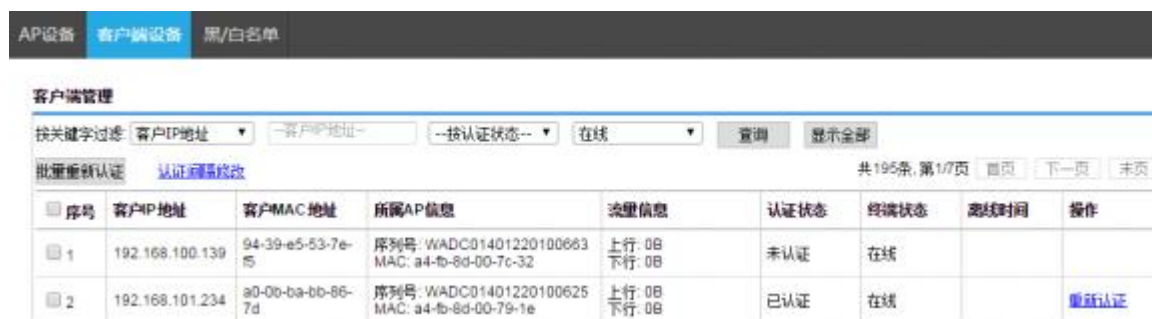 AP设备 客户端设备 黑/白名单
客户端管理
按关键字过滤: 客户IP地址 --客户IP地址-- --按认证状态-- 在线 查询 显示全部
批量重新认证 认证间隔修改 共195条, 第1/7页 首页 下一页 末页
序号 客户IP地址 客户MAC地址 所属AP信息 流里信息 认证状态 终端状态 离线时间 操作
1 192.168.100.139 94-39-e5-53-7e-f5 序列号: WADC01401220100663 上行: 0B 未认证 在线
MAC: a4-fb-8d-00-7c-32 下行: 0B
2 192.168.101.234 a0-0b-ba-bb-86-7d 序列号: WADC01401220100625 上行: 0B 已认证 在线 重新认证
MAC: a4-fb-8d-00-79-1e 下行: 0B